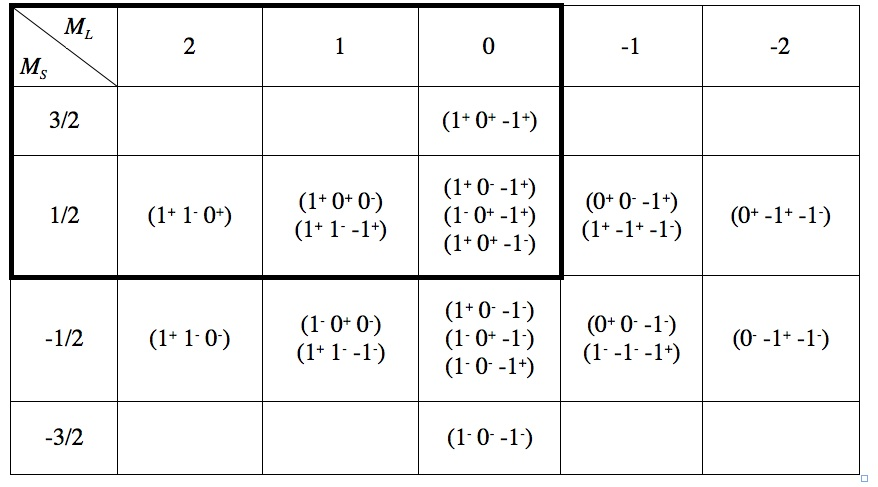 M_L
M_S
2 1 0 -1 -2
3/2 (1⁺ 0⁺ -1⁺)
1/2 (1⁺ 1⁻ 0⁺) (1⁺ 0⁺ 0⁻) (1⁺ 1⁻ -1⁺) (1⁺ 0⁻ -1⁺) (1⁻ 0⁺ -1⁺) (1⁺ 0⁺ -1⁻) (0⁺ 0⁻ -1⁺) (1⁺ -1⁺ -1⁻) (0⁺ -1⁺ -1⁻)
-1/2 (1⁺ 1⁻ 0⁻) (1⁻ 0⁺ 0⁻) (1⁺ 1⁻ -1⁻) (1⁺ 0⁻ -1⁻) (1⁻ 0⁺ -1⁻) (1⁻ 0⁻ -1⁺) (0⁺ 0⁻ -1⁻) (1⁻ -1⁻ -1⁺) (0⁻ -1⁺ -1⁻)
-3/2 (1⁻ 0⁻ -1⁻)